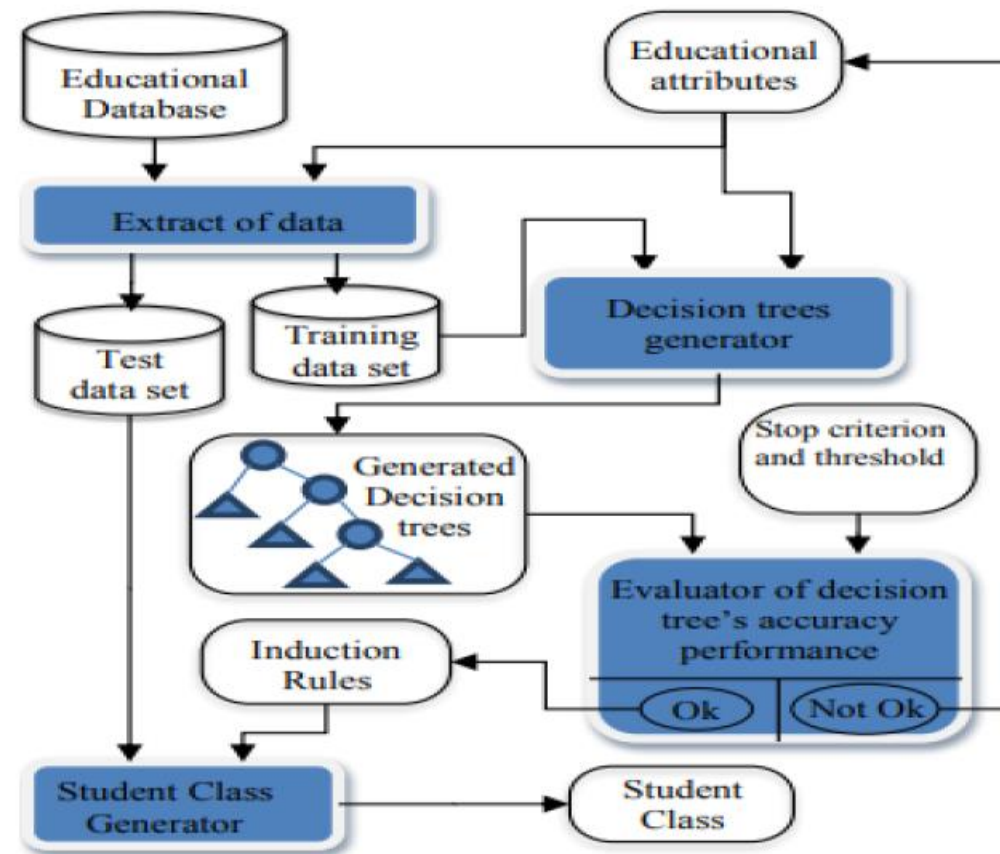 Educational
Database
Educational
attributes
Extract of data
Test
data set
Training
data set
Decision trees
generator
Generated
Decision
trees
Stop criterion
and threshold
Evaluator of decision
tree's accuracy
performance
Ok
Not Ok
Induction
Rules
Student Class
Generator
Student
Class